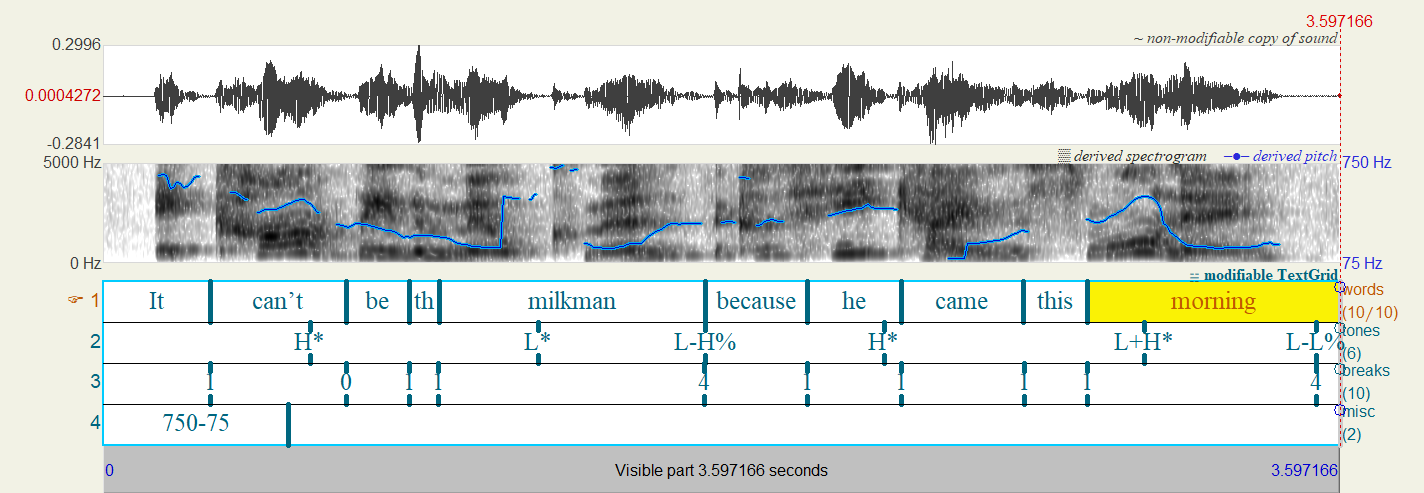 3.597166
0.2996
~ non-modifiable copy of sound
0.0004272
-0.2841
5000 Hz
derived spectrogram
derived pitch
750 Hz
0 Hz
75 Hz
modifiable TextGrid
1 It can’t be th milkman because he came this morning
words
(10/10)
2 H* L* L-H% H* L+H* L-L%
tones
(6)
3 1 0 1 1 4 1 1 1 1 4
breaks
(10)
4 750-75
misc
(2)
0 Visible part 3.597166 seconds 3.597166